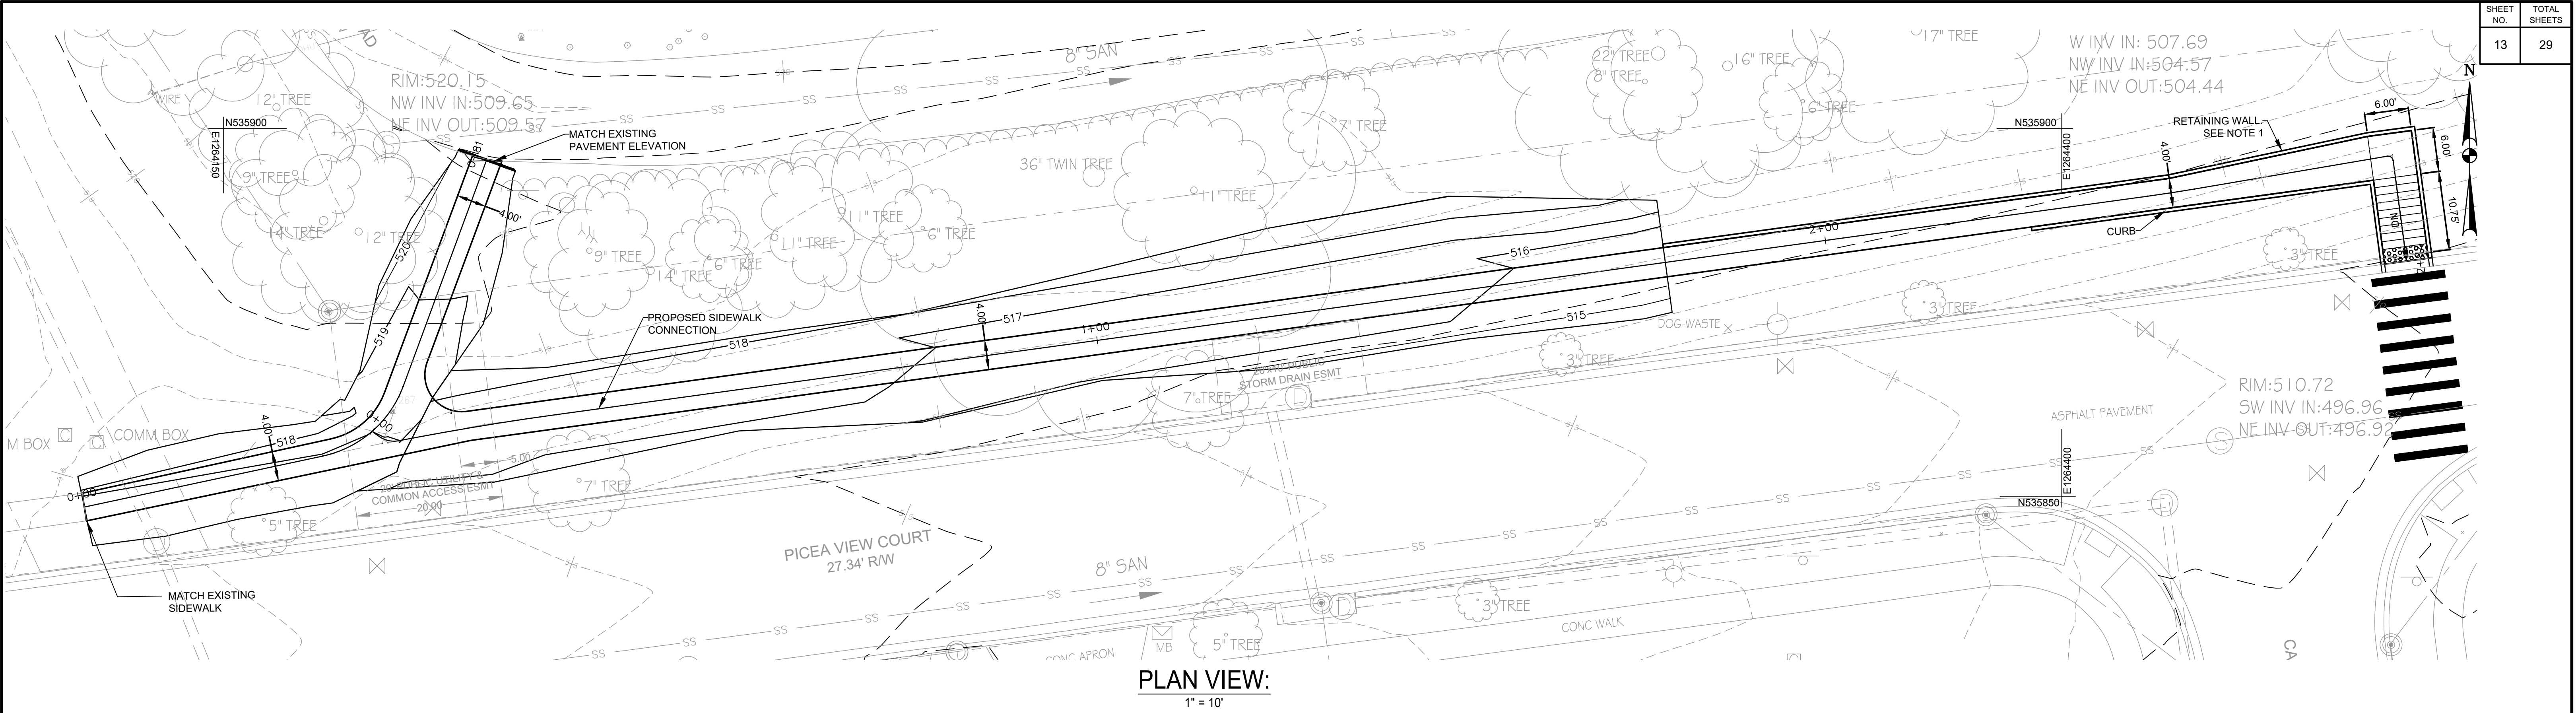 SHEET NO.
TOTAL SHEETS
13
29
N
RIM:520.15
NW INV IN:509.65
NE INV OUT:509.57
MATCH EXISTING
PAVEMENT ELEVATION
8" SAN
22" TREE
8" TREE
16" TREE
17" TREE
6" TREE
W INV IN: 507.69
NW INV IN:504.57
NE INV OUT:504.44
RETAINING WALL.
SEE NOTE 1
6.00'
6.00'
10.75'
4.00'
WIRE
12" TREE
N535900
E1264150
9" TREE
14" TREE
12" TREE
4.00'
520
519
36" TWIN TREE
7" TREE
11" TREE
11" TREE
11" TREE
6" TREE
9" TREE
14" TREE
6" TREE
N535900
E1264400
2+00
CURB
DN
3" TREE
516
517
518
515
1+00
4.00'
PROPOSED SIDEWALK
CONNECTION
DOG-WASTE
3" TREE
3" TREE
STORM DRAIN ESMT
7" TREE
D
RIM:510.72
SW INV IN:496.96
NE INV OUT:496.92
ASPHALT PAVEMENT
S
M BOX
C
C
COMM BOX
0+00
4.00'
518
0+00
5.00
20' PUBLIC UTILITY &
COMMON ACCESS ESMT
20.00
7" TREE
5" TREE
MATCH EXISTING
SIDEWALK
PICEA VIEW COURT
27.34' R/W
8" SAN
SS
E1264400
N535850
D
D
3" TREE
CONC WALK
MB
5" TREE
CONC APRON
CA
PLAN VIEW:
1" = 10'